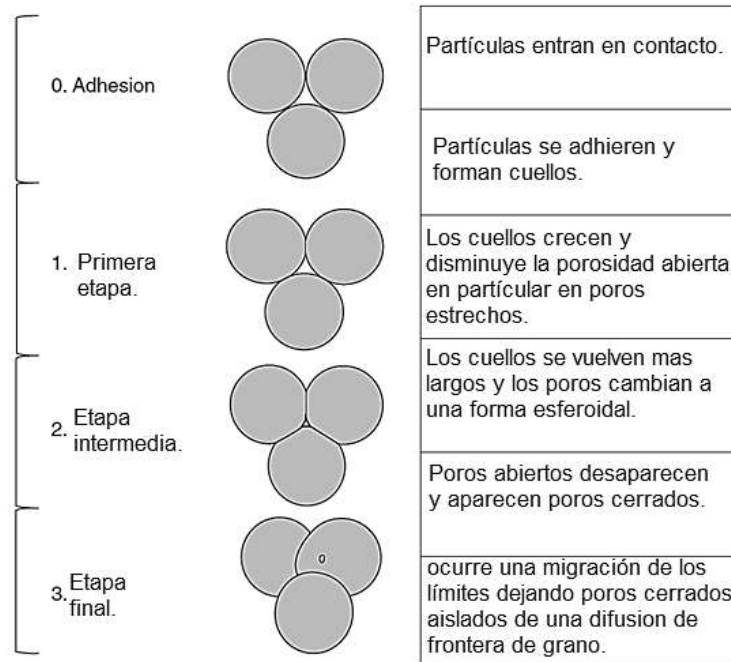 0. Adhesion
Partículas entran en contacto.
Partículas se adhieren y
forman cuellos.
1. Primera
etapa.
Los cuellos crecen y
disminuye la porosidad abierta
en partícular en poros
estrechos.
2. Etapa
intermedia.
Los cuellos se vuelven mas
largos y los poros cambian a
una forma esferoidal.
Poros abiertos desaparecen
y aparecen poros cerrados.
3. Etapa
final.
ocurre una migración de los
límites dejando poros cerrados
aislados de una difusion de
frontera de grano.